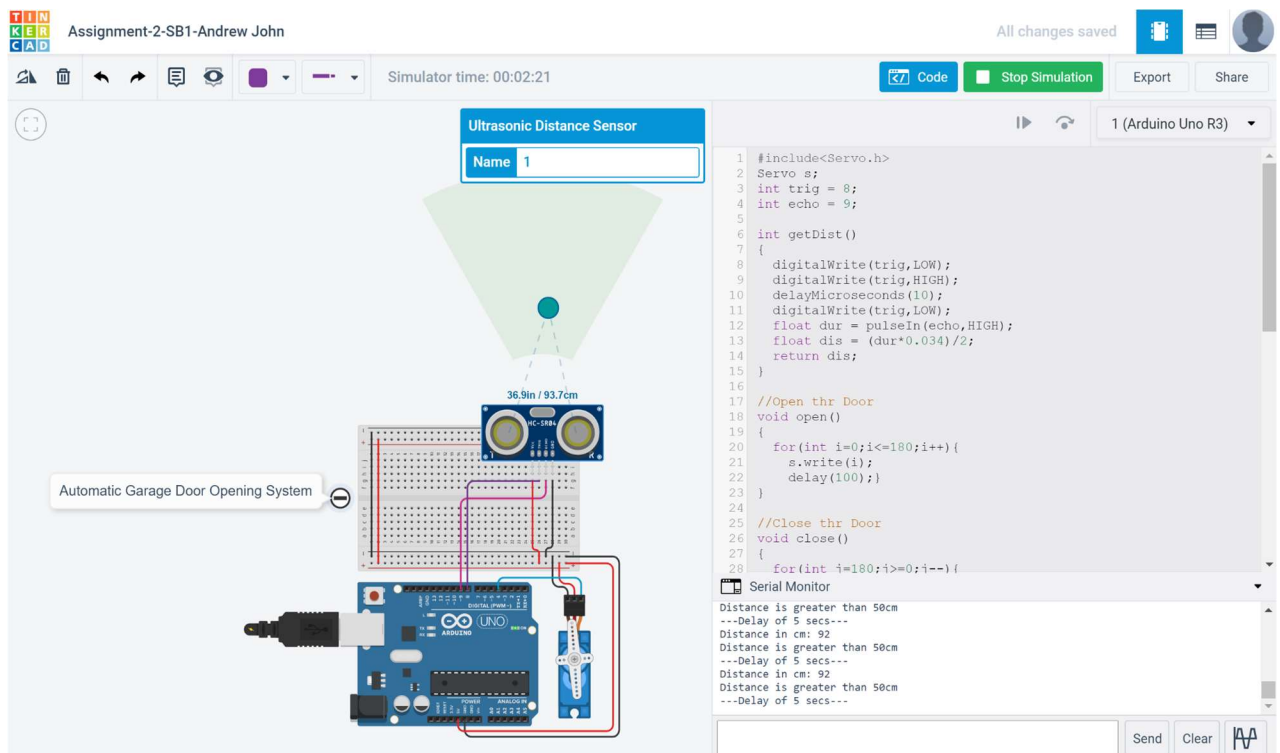 TIN
KER
CAD
Assignment-2-SB1-Andrew John
All changes saved
Simulator time: 00:02:21
Code
Stop Simulation
Export
Share
1 (Arduino Uno R3)
Ultrasonic Distance Sensor
Name 1
36.9in / 93.7cm
HC-SR04
Automatic Garage Door Opening System
DIGITAL (PWM~)
UNO
ARDUINO
POWER
ANALOG IN
1 #include<Servo.h>
2 Servo s;
3 int trig = 8;
4 int echo = 9;
5
6 int getDist()
7 {
8 digitalWrite(trig,LOW);
9 digitalWrite(trig,HIGH);
10 delayMicroseconds(10);
11 digitalWrite(trig,LOW);
12 float dur = pulseIn(echo,HIGH);
13 float dis = (dur*0.034)/2;
14 return dis;
15 }
16
17 //Open thr Door
18 void open()
19 {
20 for(int i=0;i<=180;i++){
21 s.write(i);
22 delay(100);}
23 }
24
25 //Close thr Door
26 void close()
27 {
28 for(int i=180;i>=0;i--){
Serial Monitor
Distance is greater than 50cm
---Delay of 5 secs---
Distance in cm: 92
Distance is greater than 50cm
---Delay of 5 secs---
Distance in cm: 92
Distance is greater than 50cm
---Delay of 5 secs---
Send
Clear